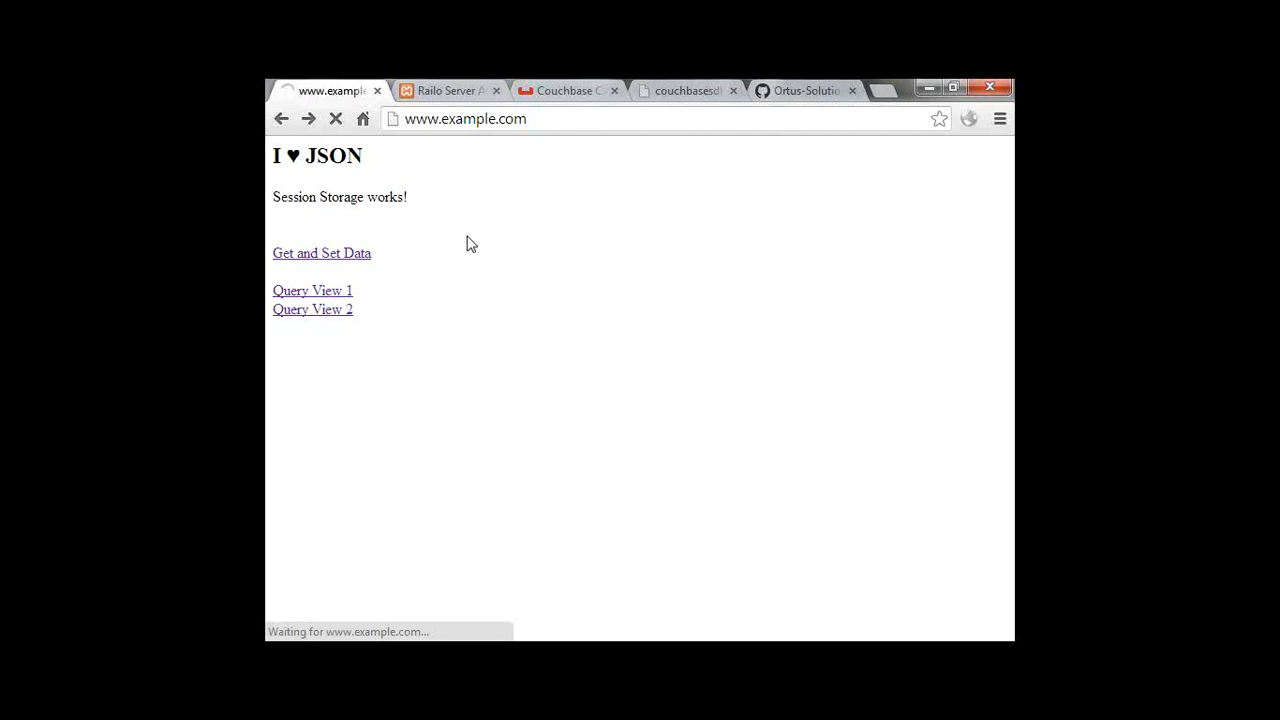 www.example
Railo Server A
Couchbase C
couchbasesd
Ortus-Solutio
www.example.com
I ♥ JSON
Session Storage works!
Get and Set Data
Query View 1
Query View 2
Waiting for www.example.com...